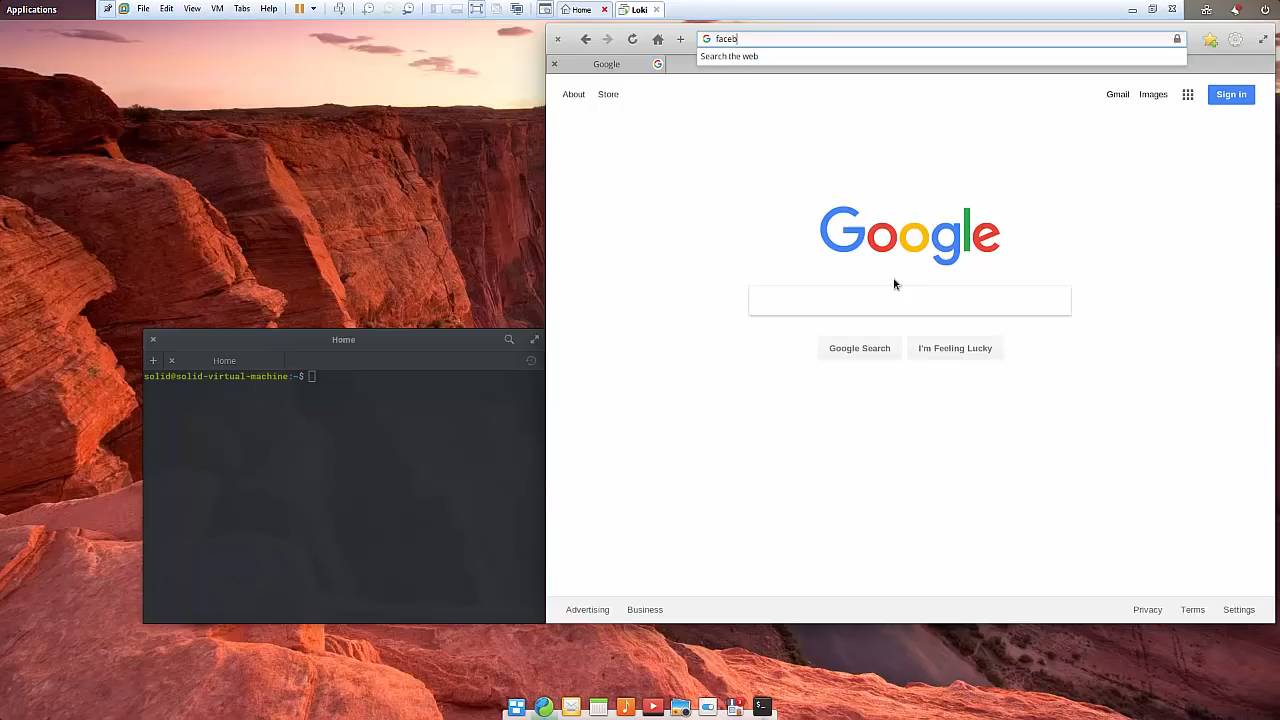 Applications
File Edit View VM Tabs Help
Home
Loki
faceb
Search the web
Google
About Store
Gmail Images
Sign in
Google
Google Search
I'm Feeling Lucky
Home
Home
solid@solid-virtual-machine:~$
Advertising Business
Privacy Terms Settings